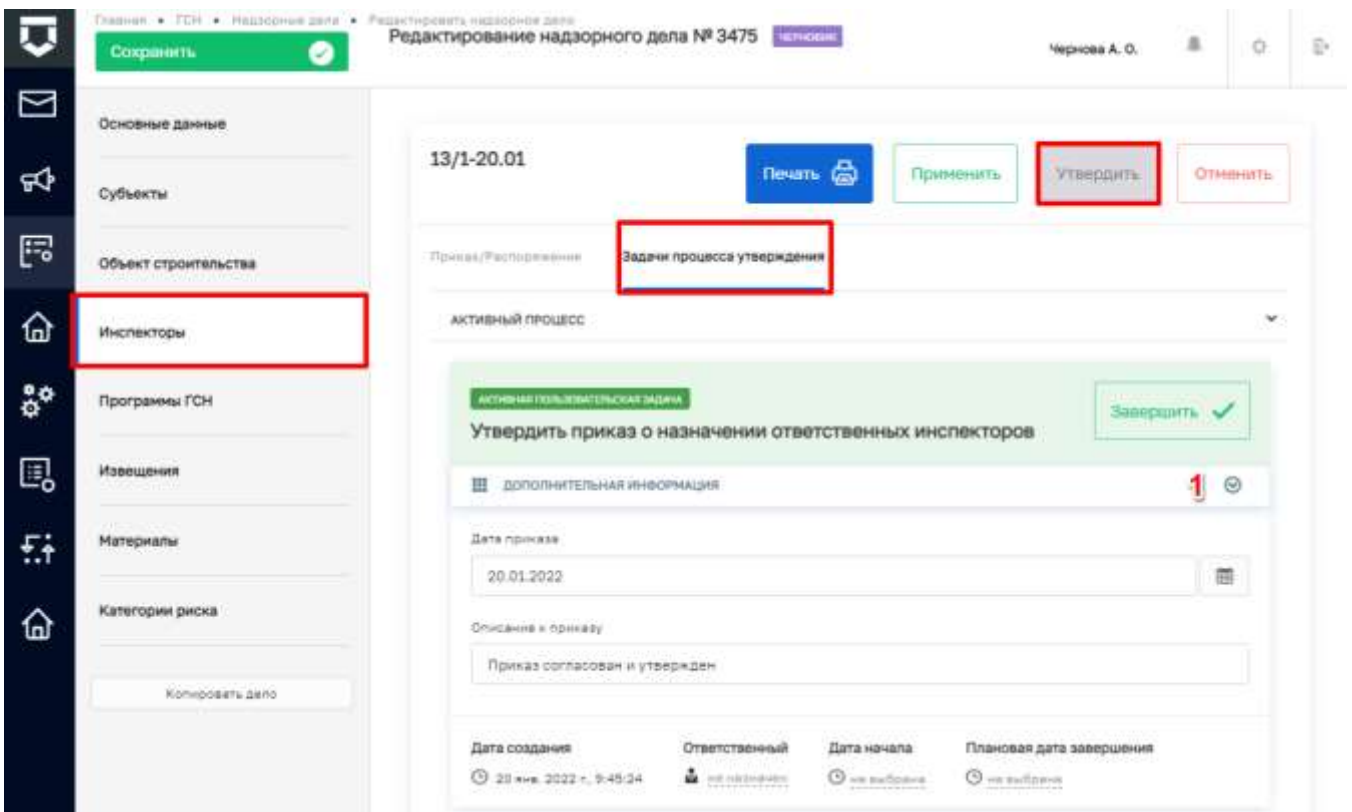 Главная • ГСН • Надзорные дела • Редактировать надзорное дело
Сохранить
Редактирование надзорного дела № 3475 ЧЕРНОВИК
Чернова А. О.
Основные данные
Субъекты
Объект строительства
Инспекторы
Программы ГСН
Извещения
Материалы
Категории риска
Копировать дело
13/1-20.01
Печать
Применить
Утвердить
Отменить
Приказ/Распоряжение
Задачи процесса утверждения
АКТИВНЫЙ ПРОЦЕСС
АКТИВНАЯ ПОЛЬЗОВАТЕЛЬСКАЯ ЗАДАЧА
Утвердить приказ о назначении ответственных инспекторов
Завершить
ДОПОЛНИТЕЛЬНАЯ ИНФОРМАЦИЯ
1
Дата приказа
20.01.2022
Описание к приказу
Приказ согласован и утвержден
Дата создания Ответственный Дата начала Плановая дата завершения
20 янв. 2022 г., 9:45:24 не назначен не выбрана не выбрана